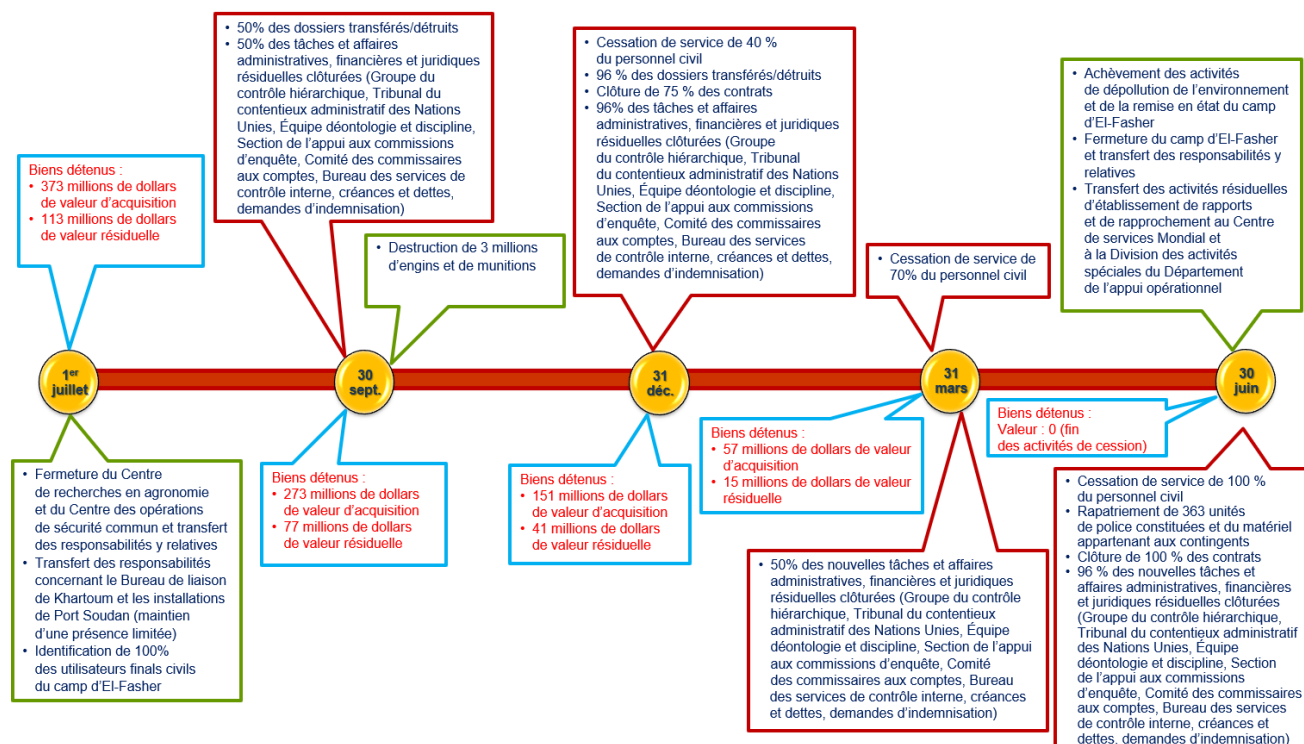 • 50% des dossiers transférés/détruits
• 50% des tâches et affaires
administratives, financières et juridiques
résiduelles clôturées (Groupe du
contrôle hiérarchique, Tribunal du
contentieux administratif des Nations
Unies, Équipe déontologie et discipline,
Section de l'appui aux commissions
d'enquête, Comité des commissaires
aux comptes, Bureau des services de
contrôle interne, créances et dettes,
demandes d'indemnisation)
• Cessation de service de 40 %
du personnel civil
• 96 % des dossiers transférés/détruits
• Clôture de 75 % des contrats
• 96% des tâches et affaires
administratives, financières et juridiques
résiduelles clôturées (Groupe
du contrôle hiérarchique, Tribunal
du contentieux administratif des Nations
Unies, Équipe déontologie et discipline,
Section de l'appui aux commissions
d'enquête, Comité des commissaires
aux comptes, Bureau des services
de contrôle interne, créances et dettes,
demandes d'indemnisation)
• Achèvement des activités
de dépollution de l'environnement
et de la remise en état du camp
d'El-Fasher
• Fermeture du camp d'El-Fasher
et transfert des responsabilités y
relatives
• Transfert des activités résiduelles
d'établissement de rapports
et de rapprochement au Centre
de services Mondial et
à la Division des activités
spéciales du Département
de l'appui opérationnel
Biens détenus :
• 373 millions de dollars
de valeur d'acquisition
• 113 millions de dollars
de valeur résiduelle
• Destruction de 3 millions
d'engins et de munitions
• Cessation de service de
70% du personnel civil
1er
juillet
30
sept.
31
déc.
31
mars
30
juin
• Fermeture du Centre
de recherches en agronomie
et du Centre des opérations
de sécurité commun et transfert
des responsabilités y relatives
• Transfert des responsabilités
concernant le Bureau de liaison
de Khartoum et les installations
de Port Soudan (maintien
d'une présence limitée)
• Identification de 100%
des utilisateurs finals civils
du camp d'El-Fasher
Biens détenus :
• 273 millions de dollars
de valeur d'acquisition
• 77 millions de dollars
de valeur résiduelle
Biens détenus :
• 151 millions de dollars
de valeur d'acquisition
• 41 millions de dollars
de valeur résiduelle
Biens détenus :
• 57 millions de dollars de valeur
d'acquisition
• 15 millions de dollars de valeur
résiduelle
Biens détenus :
Valeur : 0 (fin
des activités de cession)
• 50% des nouvelles tâches et affaires
administratives, financières et juridiques
résiduelles clôturées (Groupe du contrôle
hiérarchique, Tribunal du contentieux
administratif des Nations Unies, Équipe
déontologie et discipline, Section de l'appui
aux commissions d'enquête, Comité
des commissaires aux comptes, Bureau
des services de contrôle interne, créances
et dettes, demandes d'indemnisation)
• Cessation de service de 100 %
du personnel civil
• Rapatriement de 363 unités
de police constituées et du matériel
appartenant aux contingents
• Clôture de 100 % des contrats
• 96 % des nouvelles tâches et
affaires administratives, financières
et juridiques résiduelles clôturées
(Groupe du contrôle hiérarchique,
Tribunal du contentieux administratif
des Nations Unies, Équipe
déontologie et discipline, Section
de l'appui aux commissions
d'enquête, Comité des commissaires
aux comptes, Bureau des services
de contrôle interne, créances et
dettes, demandes d'indemnisation)